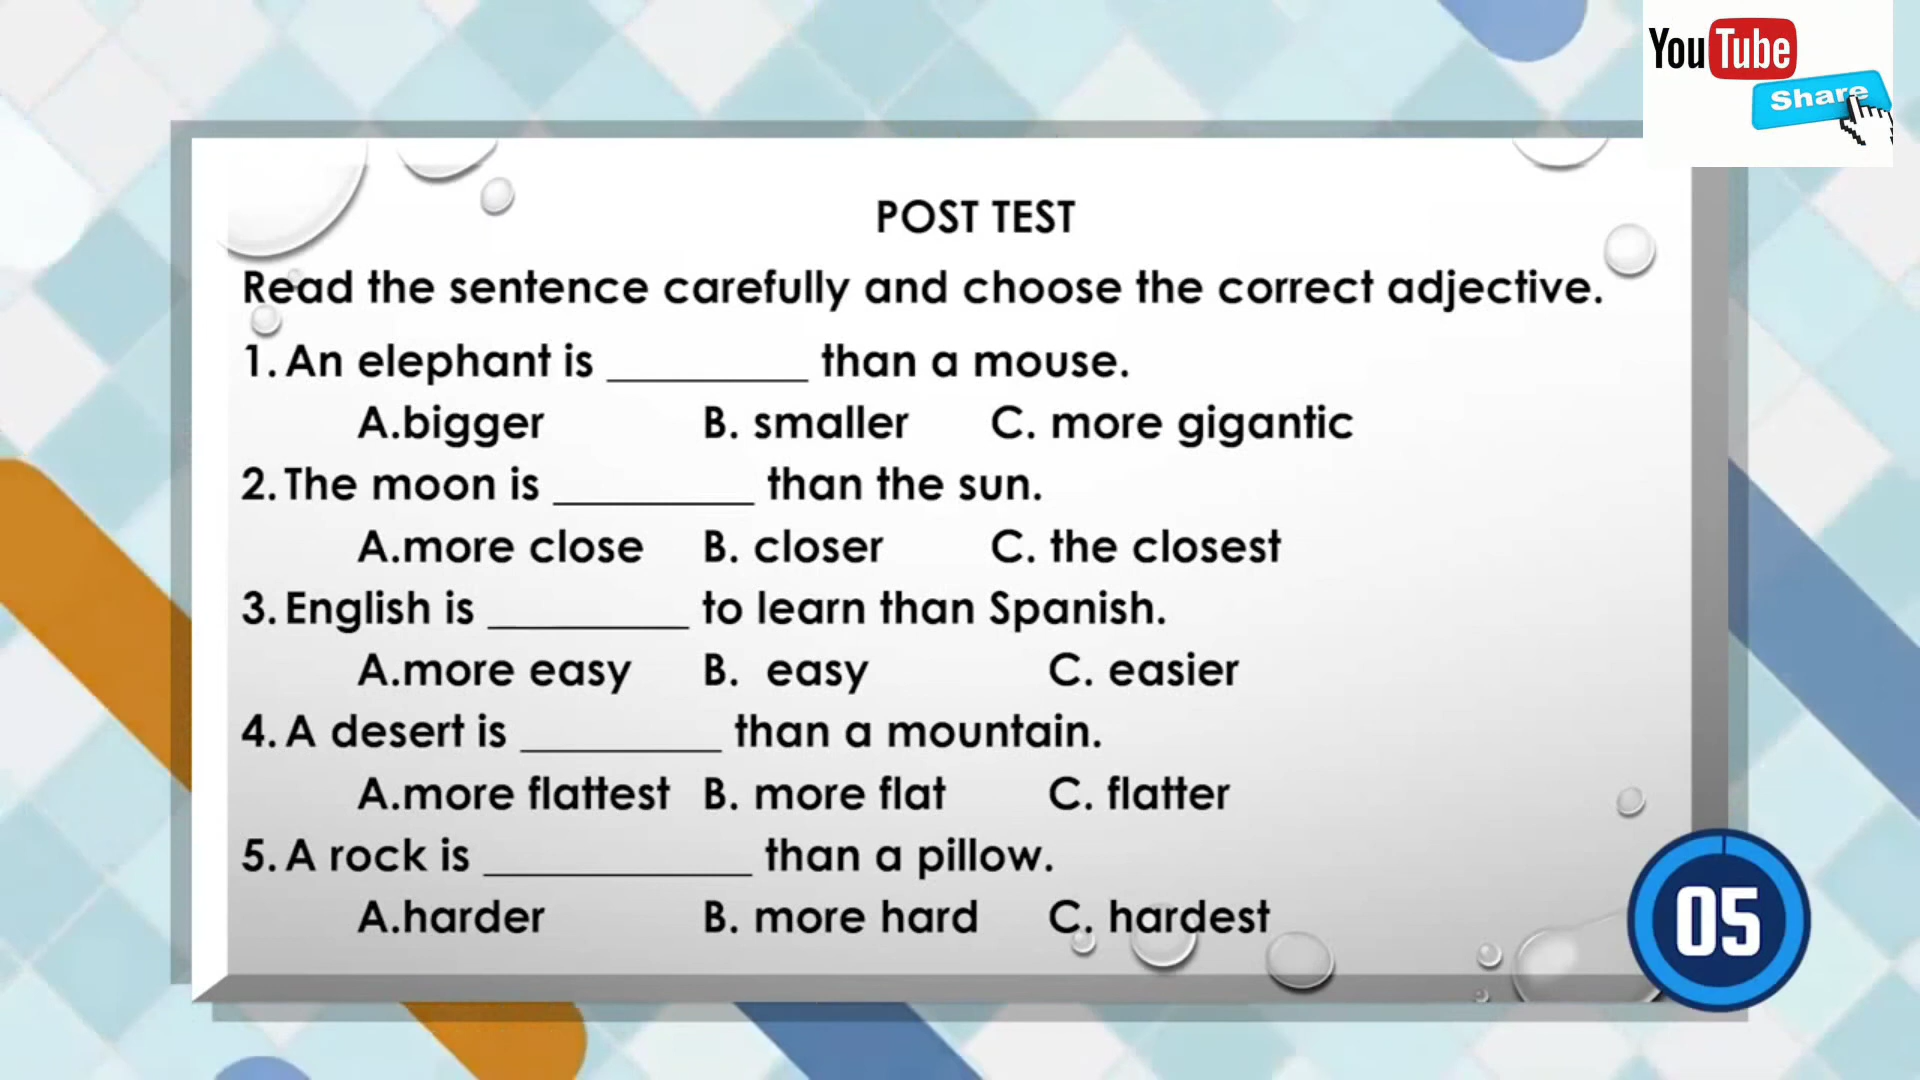 YouTube
Share
POST TEST
Read the sentence carefully and choose the correct adjective.
1. An elephant is _________ than a mouse.
A.bigger B. smaller C. more gigantic
2. The moon is _________ than the sun.
A.more close B. closer C. the closest
3. English is _________ to learn than Spanish.
A.more easy B. easy C. easier
4. A desert is _________ than a mountain.
A.more flattest B. more flat C. flatter
5. A rock is ____________ than a pillow.
A.harder B. more hard C. hardest
05